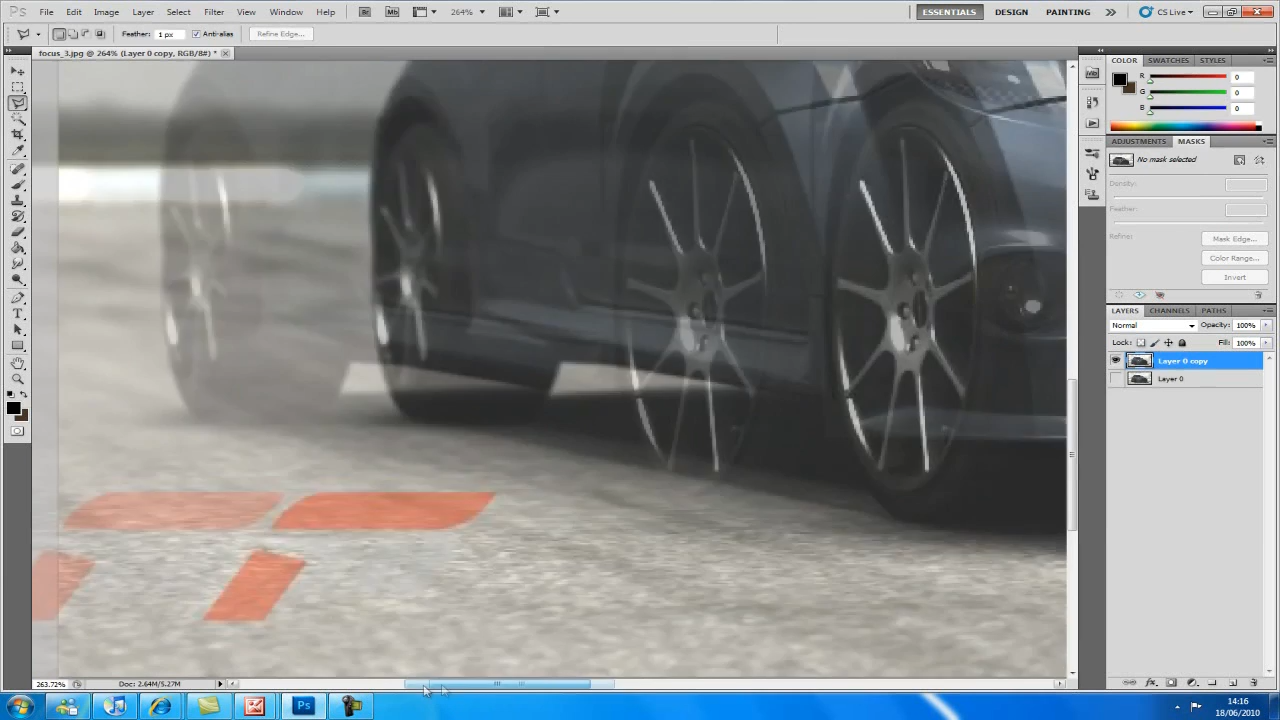 Ps File Edit Image Layer Select Filter View Window Help Br Mb 264% ESSENTIALS DESIGN PAINTING CS Live
Feather: 1 px Anti-alias Refine Edge...
focus_3.jpg @ 264% (Layer 0 copy, RGB/8#) *
COLOR SWATCHES STYLES
R 0
G 0
B 0
ADJUSTMENTS MASKS
No mask selected
Density:
Feather:
Refine: Mask Edge...
Color Range...
Invert
LAYERS CHANNELS PATHS
Normal Opacity: 100%
Lock: Fill: 100%
Layer 0 copy
Layer 0
263.72% Doc: 2.64M/5.27M
Ps 14:16
18/06/2010